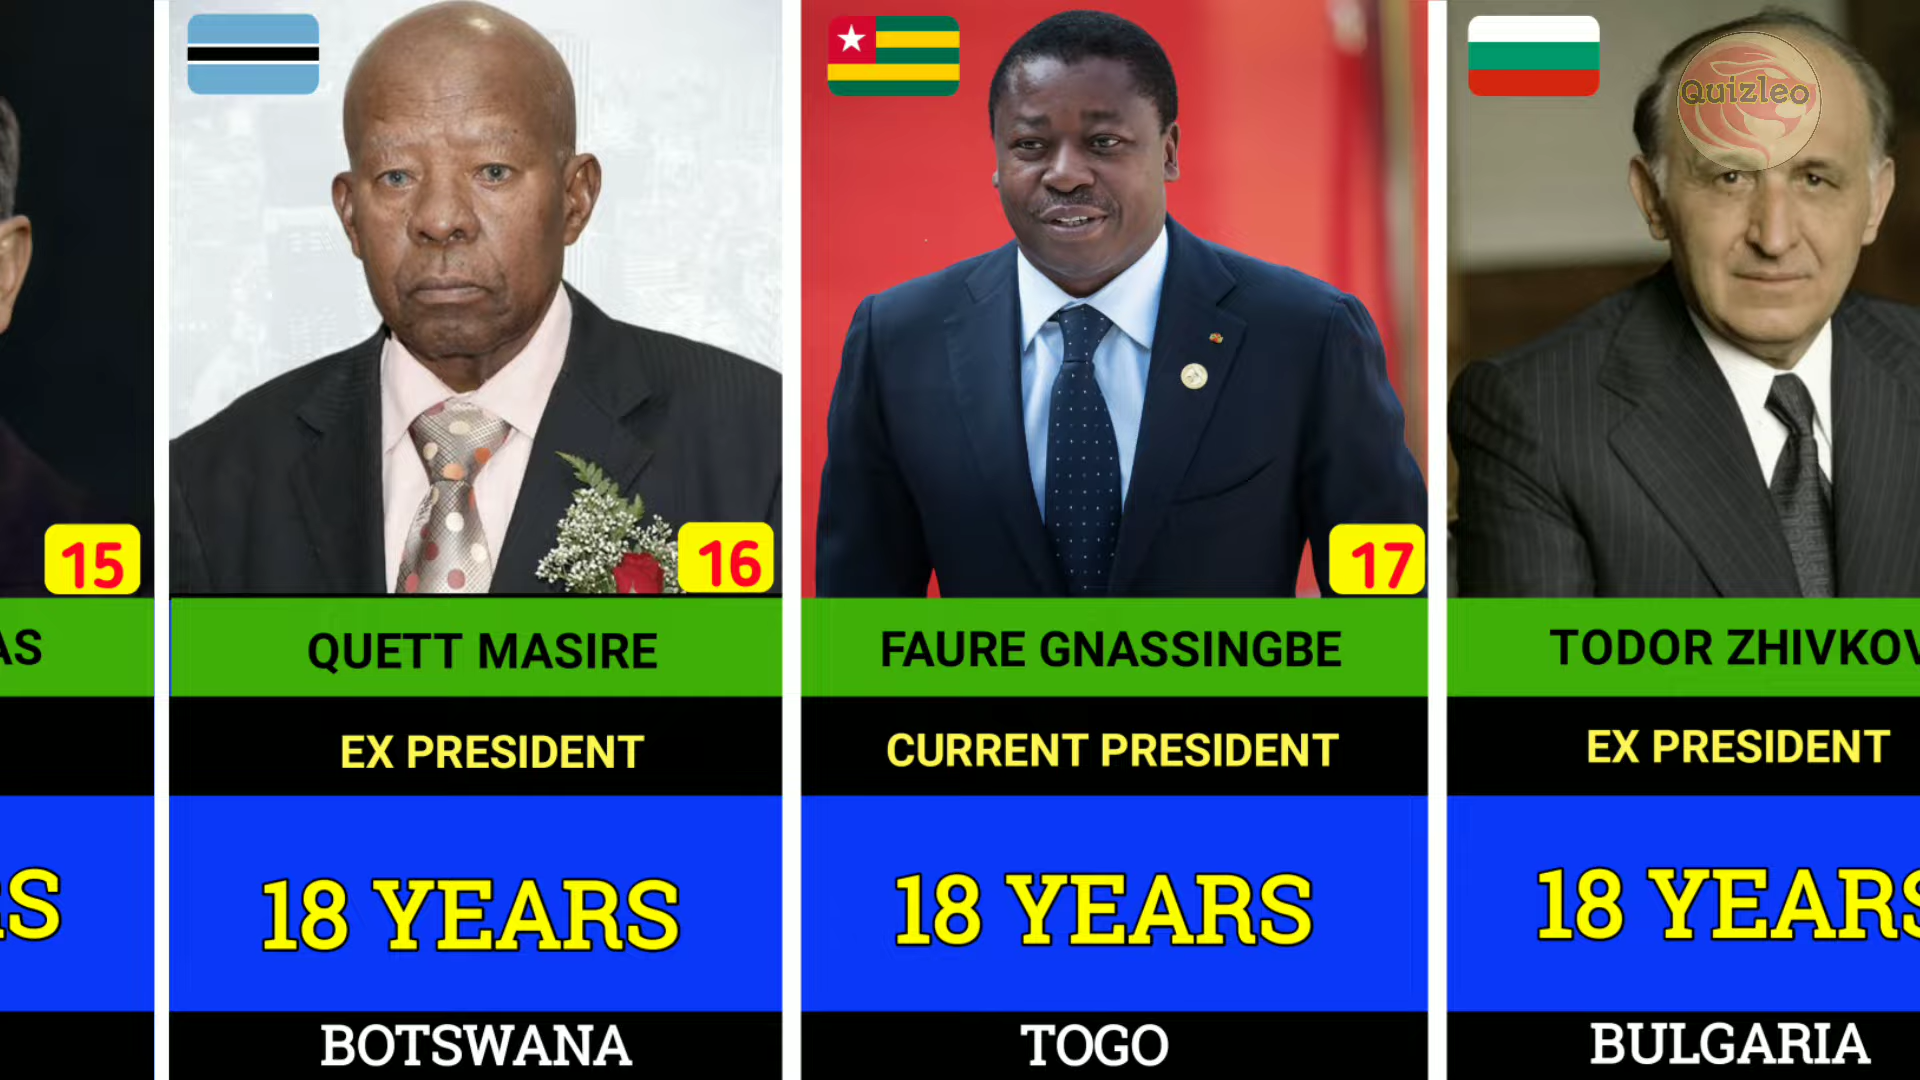 Quizleo
15
16
17
AS
QUETT MASIRE
FAURE GNASSINGBE
TODOR ZHIVKOV
EX PRESIDENT
CURRENT PRESIDENT
EX PRESIDENT
RS
18 YEARS
18 YEARS
18 YEARS
BOTSWANA
TOGO
BULGARIA